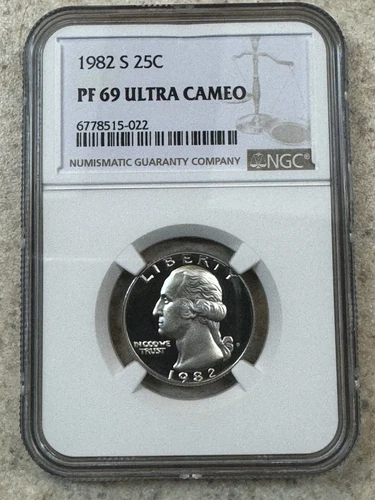 1982 S 25C
PF 69 ULTRA CAMEO
6778515-022
NUMISMATIC GUARANTY COMPANY
NGC®
LIBERTY
IN GOD WE
TRUST
S
1982